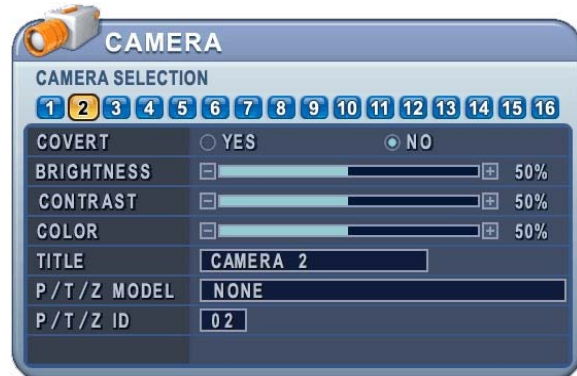 CAMERA
CAMERA SELECTION
1 2 3 4 5 6 7 8 9 10 11 12 13 14 15 16
COVERT YES NO
BRIGHTNESS 50%
CONTRAST 50%
COLOR 50%
TITLE CAMERA 2
P/T/Z MODEL NONE
P/T/Z ID 02